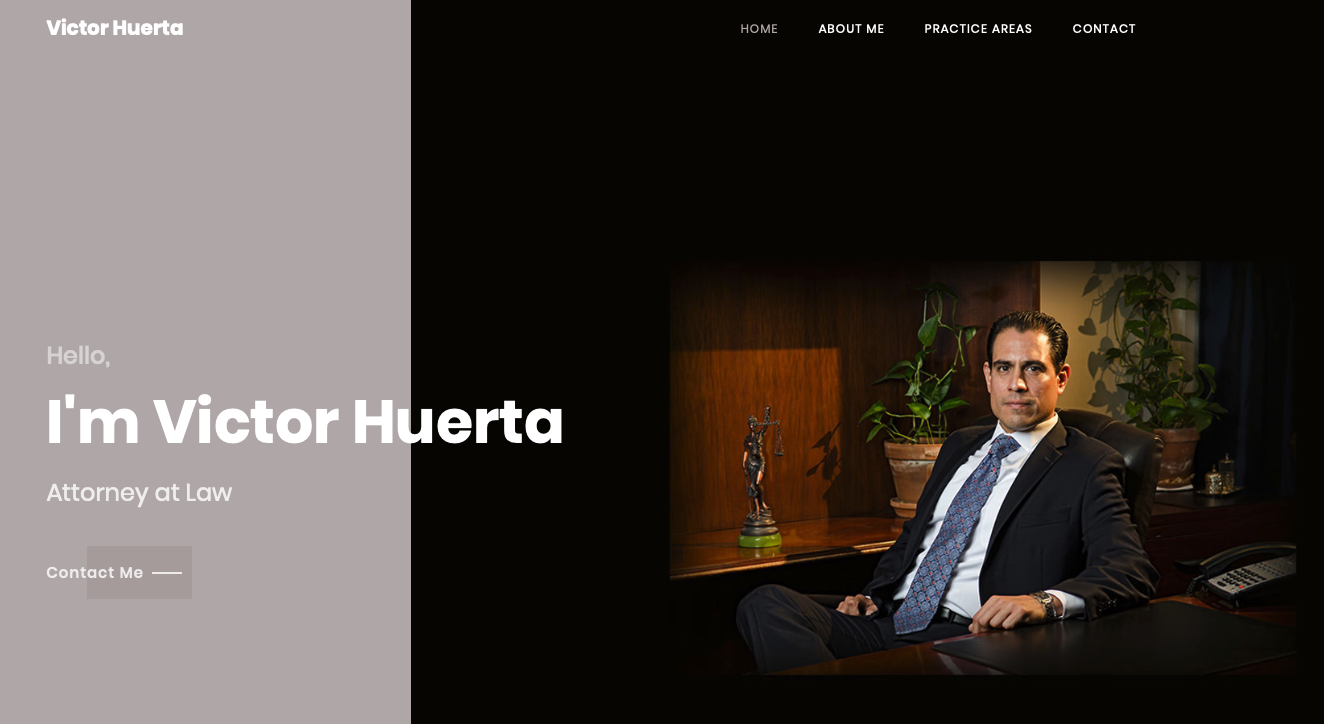 Victor Huerta
HOME
ABOUT ME
PRACTICE AREAS
CONTACT
Hello,
I'm Victor Huerta
Attorney at Law
Contact Me